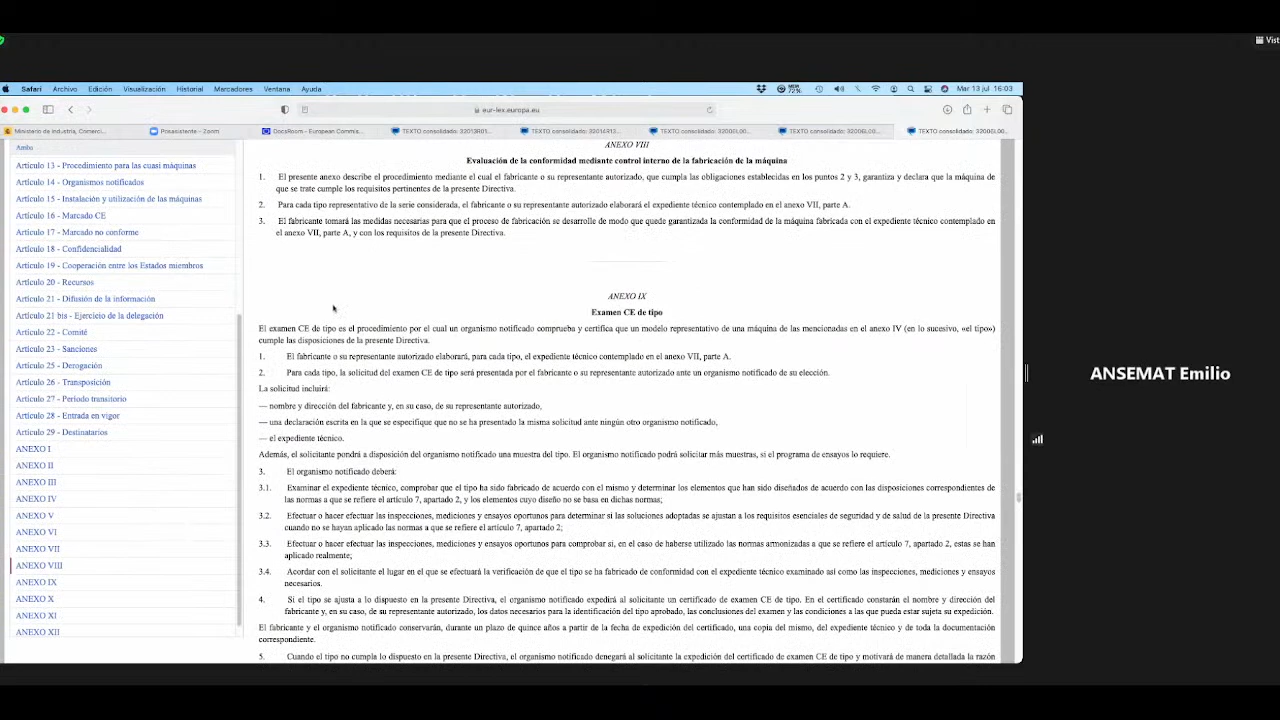 Vist
Safari Archivo Edición Visualización Historial Marcadores Ventana Ayuda
Mar 13 jul 16:03
eur-lex.europa.eu
Ministerio de Industria, Comerci...
Posasistente - Zoom
DocsRoom - European Commis...
TEXTO consolidado: 32013R01...
TEXTO consolidado: 32014R13...
TEXTO consolidado: 32000L00...
TEXTO consolidado: 32006L00...
TEXTO consolidado: 32006L00...
Artículo 13 - Procedimiento para las cuasi máquinas
Artículo 14 - Organismos notificados
Artículo 15 - Instalación y utilización de las máquinas
Artículo 16 - Marcado CE
Artículo 17 - Marcado no conforme
Artículo 18 - Confidencialidad
Artículo 19 - Cooperación entre los Estados miembros
Artículo 20 - Recursos
Artículo 21 - Difusión de la información
Artículo 21 bis - Ejercicio de la delegación
Artículo 22 - Comité
Artículo 23 - Sanciones
Artículo 25 - Derogación
Artículo 26 - Transposición
Artículo 27 - Período transitorio
Artículo 28 - Entrada en vigor
Artículo 29 - Destinatarios
ANEXO I
ANEXO II
ANEXO III
ANEXO IV
ANEXO V
ANEXO VI
ANEXO VII
ANEXO VIII
ANEXO IX
ANEXO X
ANEXO XI
ANEXO XII
ANEXO VIII
Evaluación de la conformidad mediante control interno de la fabricación de la máquina
1. El presente anexo describe el procedimiento mediante el cual el fabricante o su representante autorizado, que cumpla las obligaciones establecidas en los puntos 2 y 3, garantiza y declara que la máquina de
que se trate cumple los requisitos pertinentes de la presente Directiva.
2. Para cada tipo representativo de la serie considerada, el fabricante o su representante autorizado elaborará el expediente técnico contemplado en el anexo VII, parte A.
3. El fabricante tomará las medidas necesarias para que el proceso de fabricación se desarrolle de modo que quede garantizada la conformidad de la máquina fabricada con el expediente técnico contemplado en
el anexo VII, parte A, y con los requisitos de la presente Directiva.
ANEXO IX
Examen CE de tipo
El examen CE de tipo es el procedimiento por el cual un organismo notificado comprueba y certifica que un modelo representativo de una máquina de las mencionadas en el anexo IV (en lo sucesivo, «el tipo»)
cumple las disposiciones de la presente Directiva.
1. El fabricante o su representante autorizado elaborará, para cada tipo, el expediente técnico contemplado en el anexo VII, parte A.
2. Para cada tipo, la solicitud del examen CE de tipo será presentada por el fabricante o su representante autorizado ante un organismo notificado de su elección.
La solicitud incluirá:
— nombre y dirección del fabricante y, en su caso, de su representante autorizado,
— una declaración escrita en la que se especifique que no se ha presentado la misma solicitud ante ningún otro organismo notificado,
— el expediente técnico.
Además, el solicitante pondrá a disposición del organismo notificado una muestra del tipo. El organismo notificado podrá solicitar más muestras, si el programa de ensayos lo requiere.
3. El organismo notificado deberá:
3.1. Examinar el expediente técnico, comprobar que el tipo ha sido fabricado de acuerdo con el mismo y determinar los elementos que han sido diseñados de acuerdo con las disposiciones correspondientes de
las normas a que se refiere el artículo 7, apartado 2, y los elementos cuyo diseño no se basa en dichas normas;
3.2. Efectuar o hacer efectuar las inspecciones, mediciones y ensayos oportunos para determinar si las soluciones adoptadas se ajustan a los requisitos esenciales de seguridad y de salud de la presente Directiva
cuando no se hayan aplicado las normas a que se refiere el artículo 7, apartado 2;
3.3. Efectuar o hacer efectuar las inspecciones, mediciones y ensayos oportunos para comprobar si, en el caso de haberse utilizado las normas armonizadas a que se refiere el artículo 7, apartado 2, estas se han
aplicado realmente;
3.4. Acordar con el solicitante el lugar en el que se efectuará la verificación de que el tipo se ha fabricado de conformidad con el expediente técnico examinado así como las inspecciones, mediciones y ensayos
necesarios.
4. Si el tipo se ajusta a lo dispuesto en la presente Directiva, el organismo notificado expedirá al solicitante un certificado de examen CE de tipo. En el certificado constarán el nombre y dirección del
fabricante y, en su caso, de su representante autorizado, los datos necesarios para la identificación del tipo aprobado, las conclusiones del examen y las condiciones a las que pueda estar sujeta su expedición.
El fabricante y el organismo notificado conservarán, durante un plazo de quince años a partir de la fecha de expedición del certificado, una copia del mismo, del expediente técnico y de toda la documentación
correspondiente.
5. Cuando el tipo no cumpla lo dispuesto en la presente Directiva, el organismo notificado denegará al solicitante la expedición del certificado de examen CE de tipo y motivará de manera detallada la razón
ANSEMAT Emilio